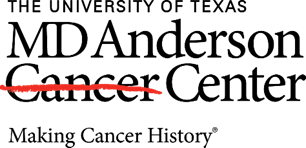 THE UNIVERSITY OF TEXAS
MD Anderson
Cancer Center
Making Cancer History®